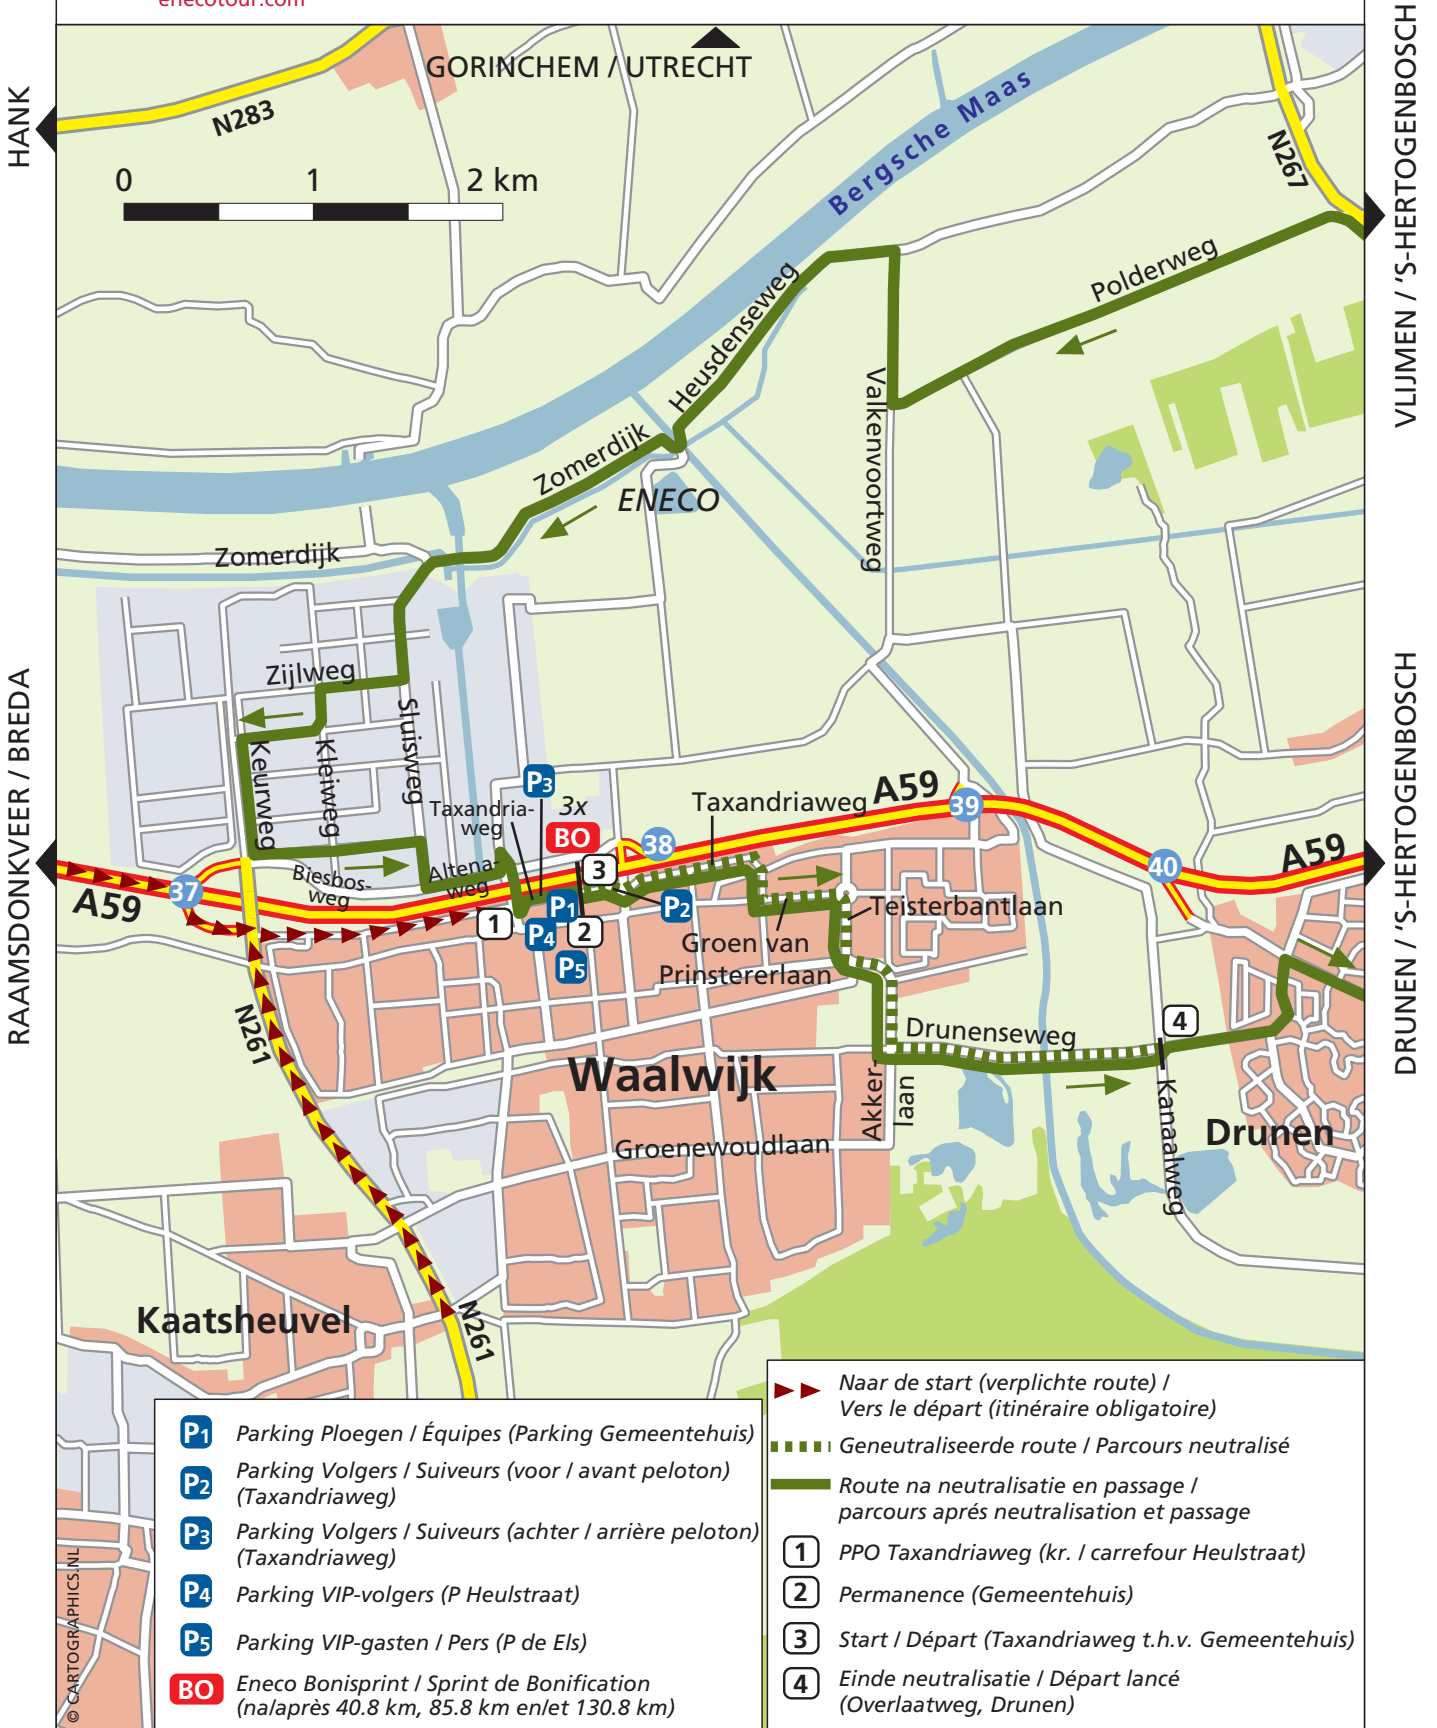 enecotour.com
GORINCHEM / UTRECHT
HANK
N283
0 1 2 km
Bergsche Maas
N267
VLIJMEN / 'S-HERTOGENBOSCH
Polderweg
Heusdenseweg
Valkenvoortweg
Zomerdijk
ENECO
Zomerdijk
Zijlweg
Sluisweg
Keurweg
Kleiweg
RAAMSDONKVEER / BREDA
DRUNEN / 'S-HERTOGENBOSCH
P3
3x
BO
Taxandria-
weg
Taxandriaweg
A59
39
38
3
40
A59
37
A59
Biesbos-
weg
Altena-
weg
1
P1
P2
P4
2
P5
Teisterbantlaan
Groen van
Prinstererlaan
N261
Drunenseweg
4
Waalwijk
Akker-
laan
Kanaalweg
Drunen
Groenewoudlaan
Kaatsheuvel
N261
P1 Parking Ploegen / Équipes (Parking Gemeentehuis)
P2 Parking Volgers / Suiveurs (voor / avant peloton)
(Taxandriaweg)
P3 Parking Volgers / Suiveurs (achter / arrière peloton)
(Taxandriaweg)
P4 Parking VIP-volgers (P Heulstraat)
P5 Parking VIP-gasten / Pers (P de Els)
BO Eneco Bonisprint / Sprint de Bonification
(na/après 40.8 km, 85.8 km en/et 130.8 km)
Naar de start (verplichte route) /
Vers le départ (itinéraire obligatoire)
Geneutraliseerde route / Parcours neutralisé
Route na neutralisatie en passage /
parcours aprés neutralisation et passage
1 PPO Taxandriaweg (kr. / carrefour Heulstraat)
2 Permanence (Gemeentehuis)
3 Start / Départ (Taxandriaweg t.h.v. Gemeentehuis)
4 Einde neutralisatie / Départ lancé
(Overlaatweg, Drunen)
© CARTOGRAPHICS.NL